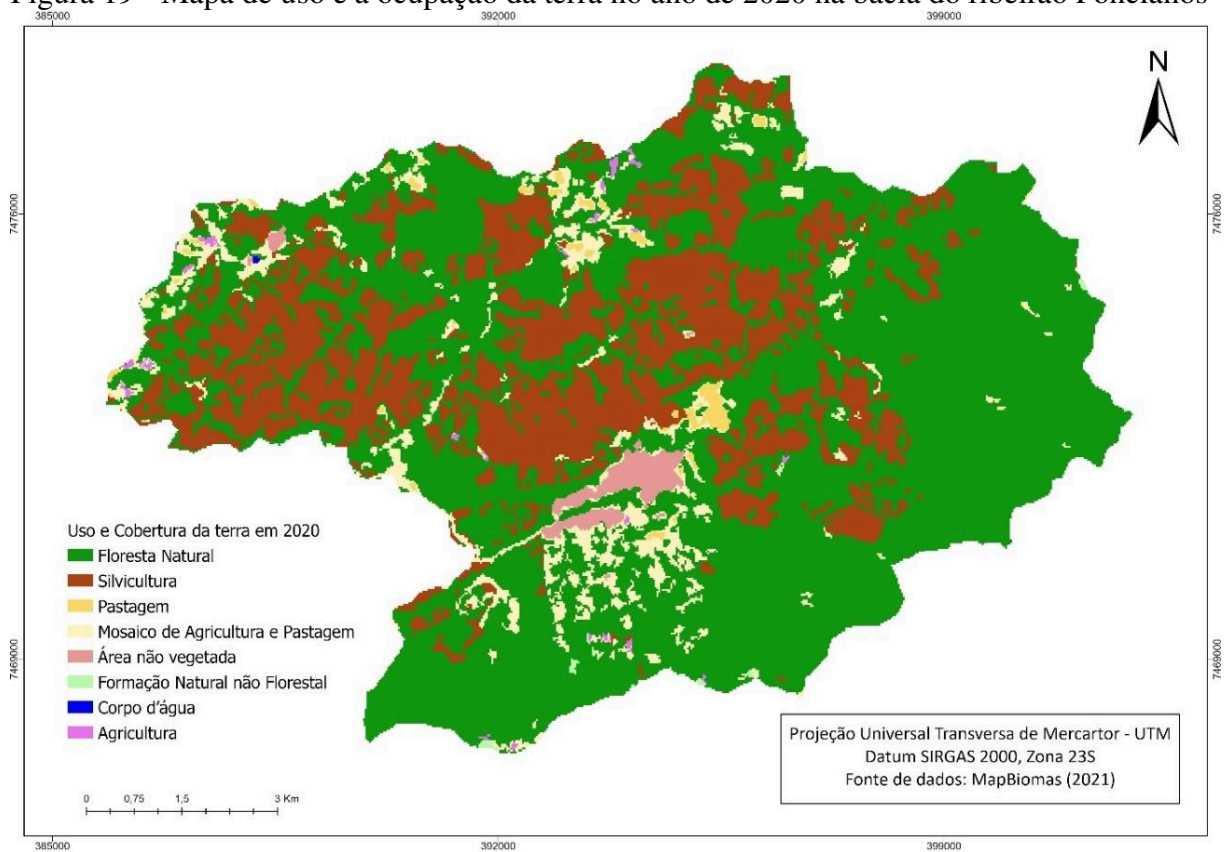 Figura 19 - Mapa de uso e a ocupação da terra no ano de 2020 na bacia do ribeirão Poncianos
385000 392000 399000
N
7476000 7476000
Uso e Cobertura da terra em 2020
Floresta Natural
Silvicultura
Pastagem
Mosaico de Agricultura e Pastagem
Área não vegetada
Formação Natural não Florestal
Corpo d'água
Agricultura
7469000 7469000
Projeção Universal Transversa de Mercartor - UTM
Datum SIRGAS 2000, Zona 23S
Fonte de dados: MapBiomas (2021)
0 0,75 1,5 3 Km
385000 392000 399000